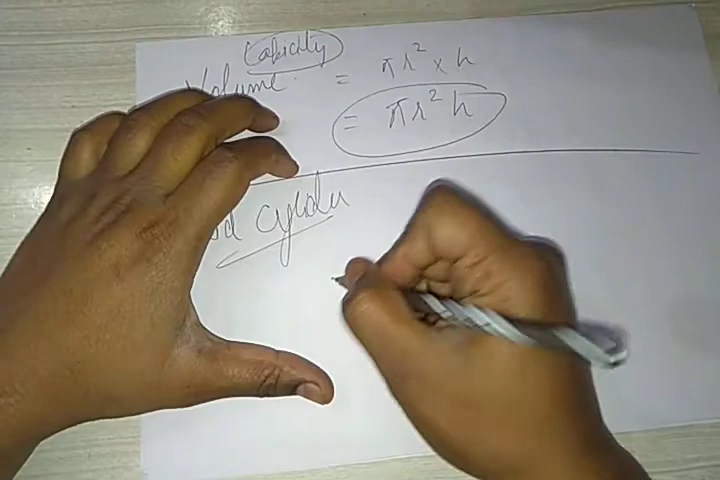 Capacity
Volume = πr² × h
= πr²h
cylinder